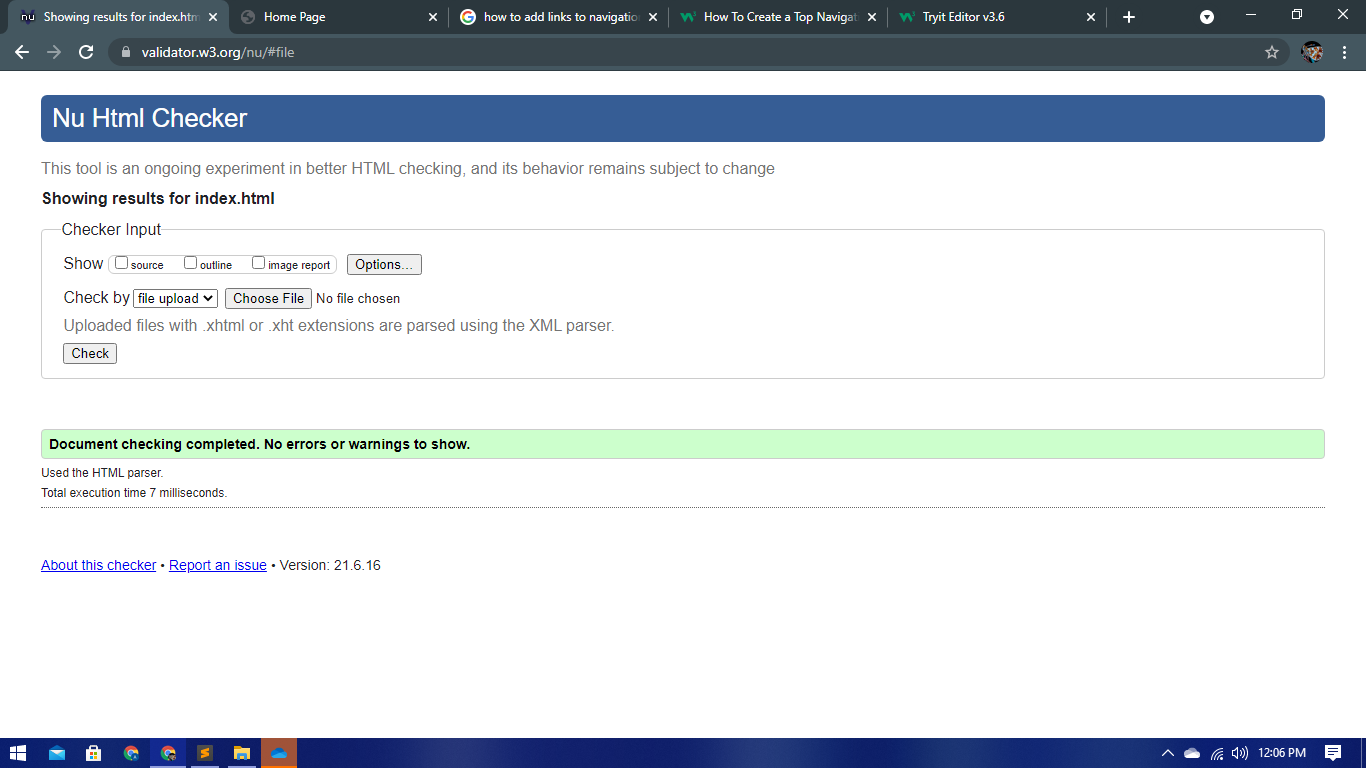 nu Showing results for index.htm
Home Page
how to add links to navigatio
How To Create a Top Navigat
Tryit Editor v3.6
validator.w3.org/nu/#file
Nu Html Checker
This tool is an ongoing experiment in better HTML checking, and its behavior remains subject to change
Showing results for index.html
Checker Input
Show source outline image report Options...
Check by file upload Choose File No file chosen
Uploaded files with .xhtml or .xht extensions are parsed using the XML parser.
Check
Document checking completed. No errors or warnings to show.
Used the HTML parser.
Total execution time 7 milliseconds.
About this checker • Report an issue • Version: 21.6.16
12:06 PM